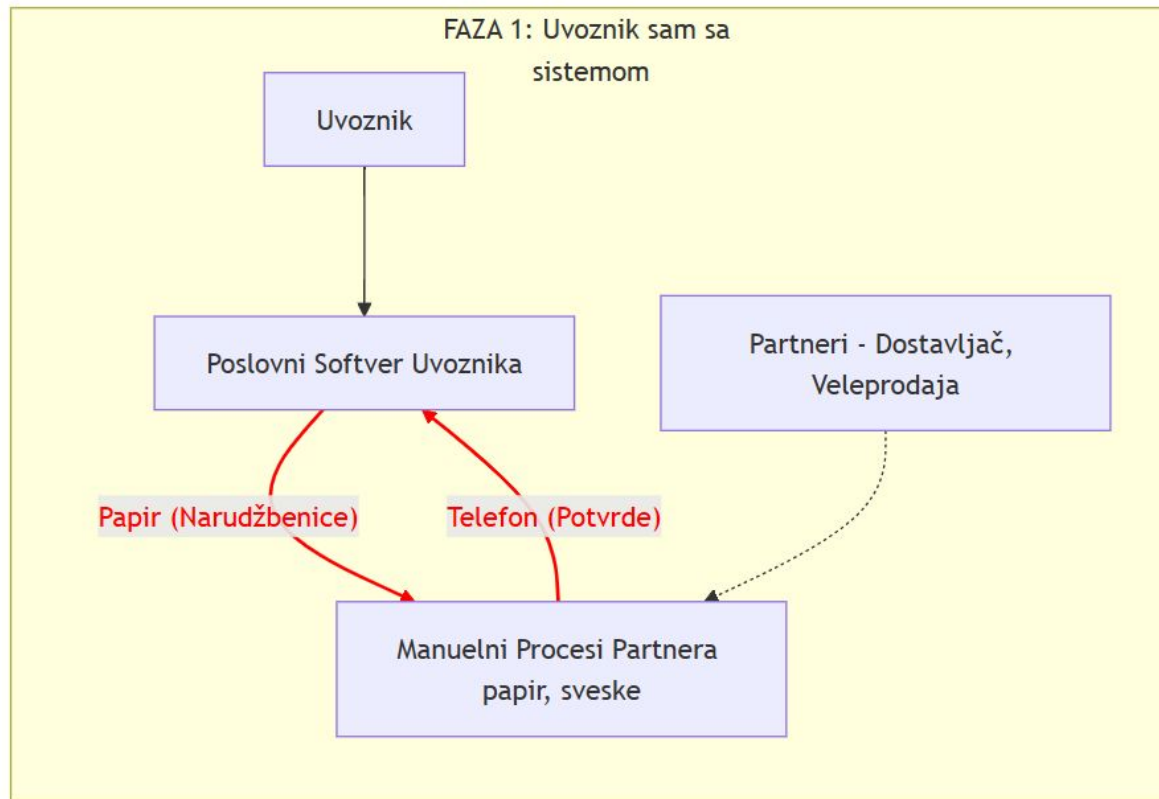 FAZA 1: Uvoznik sam sa
sistemom
Uvoznik
Poslovni Softver Uvoznika
Partneri - Dostavljač,
Veleprodaja
Papir (Narudžbenice)
Telefon (Potvrde)
Manuelni Procesi Partnera
papir, sveske